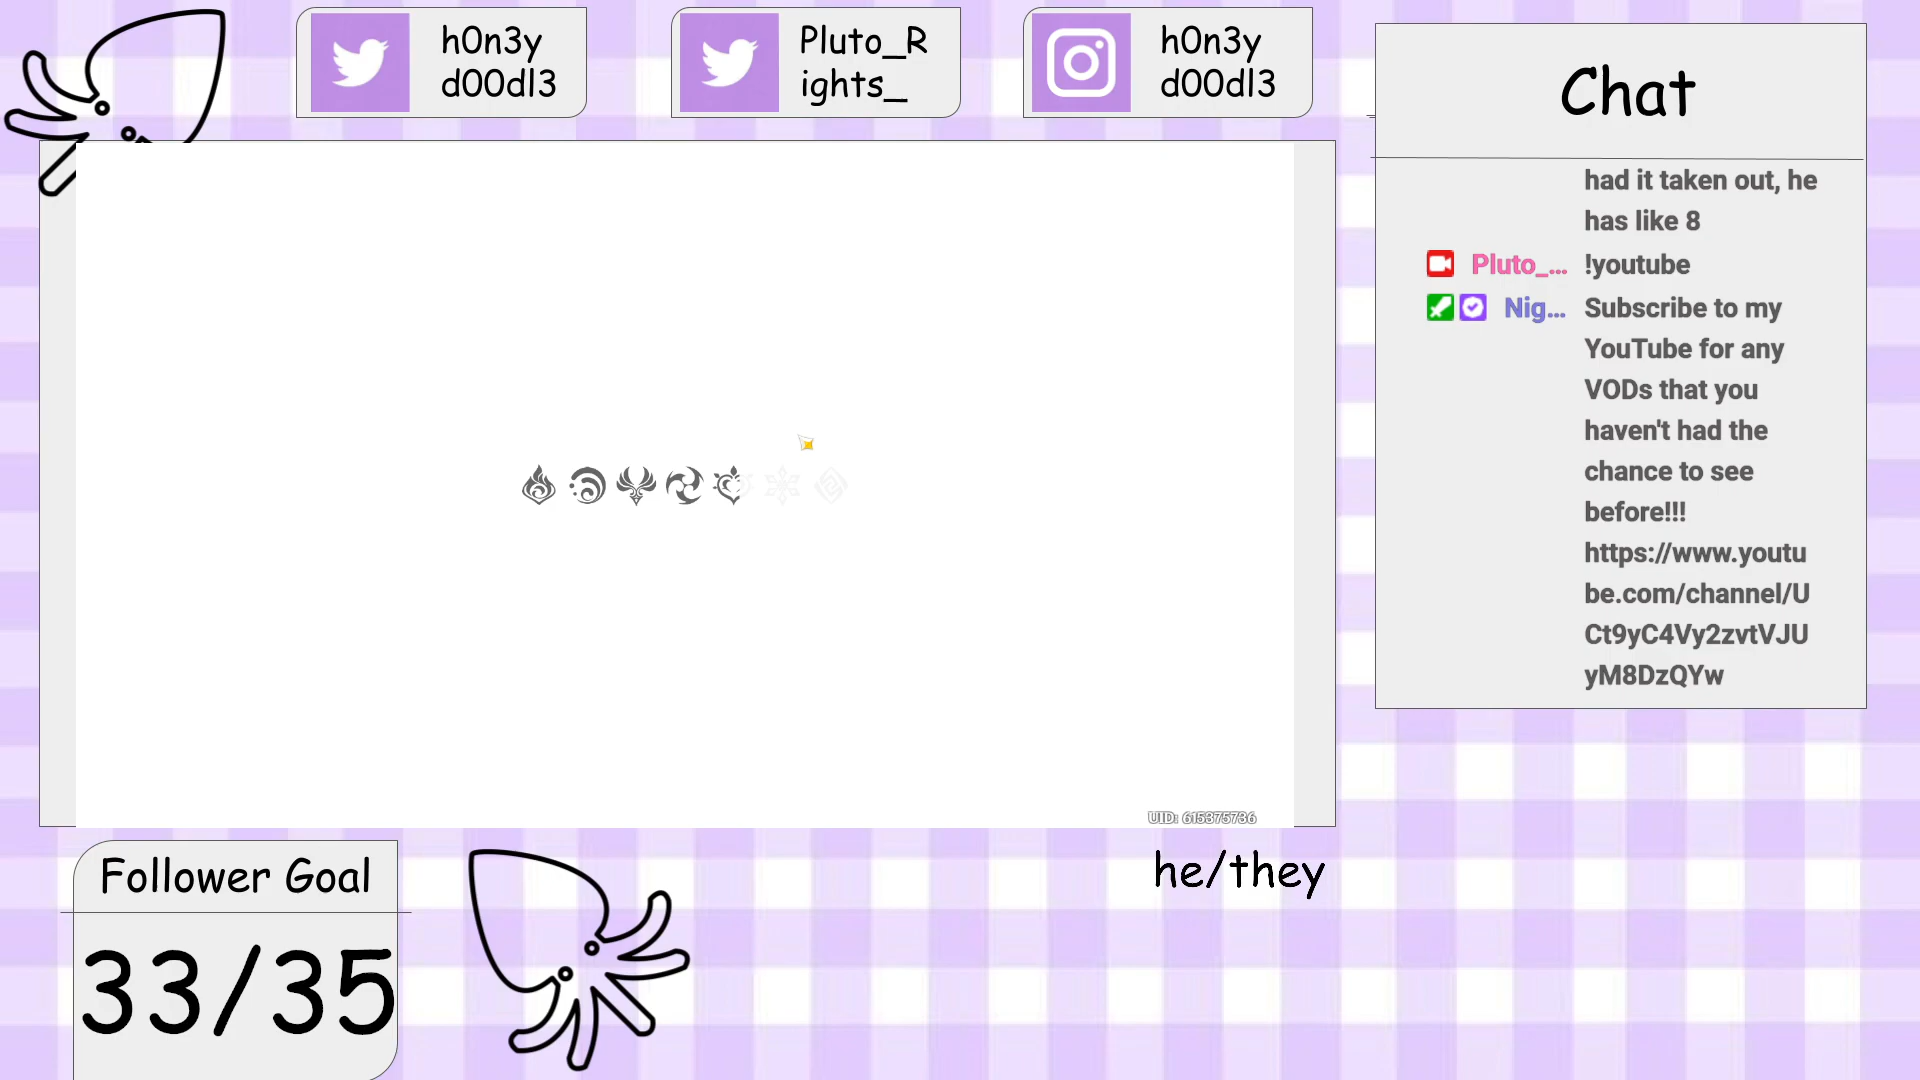 h0n3y
d00dl3
Pluto_R
ights_
h0n3y
d00dl3
Chat
had it taken out, he
has like 8
Pluto_... !youtube
Nig... Subscribe to my
YouTube for any
VODs that you
haven't had the
chance to see
before!!!
https://www.youtu
be.com/channel/U
Ct9yC4Vy2zvtVJU
yM8DzQYw
UID: 615375736
he/they
Follower Goal
33/35